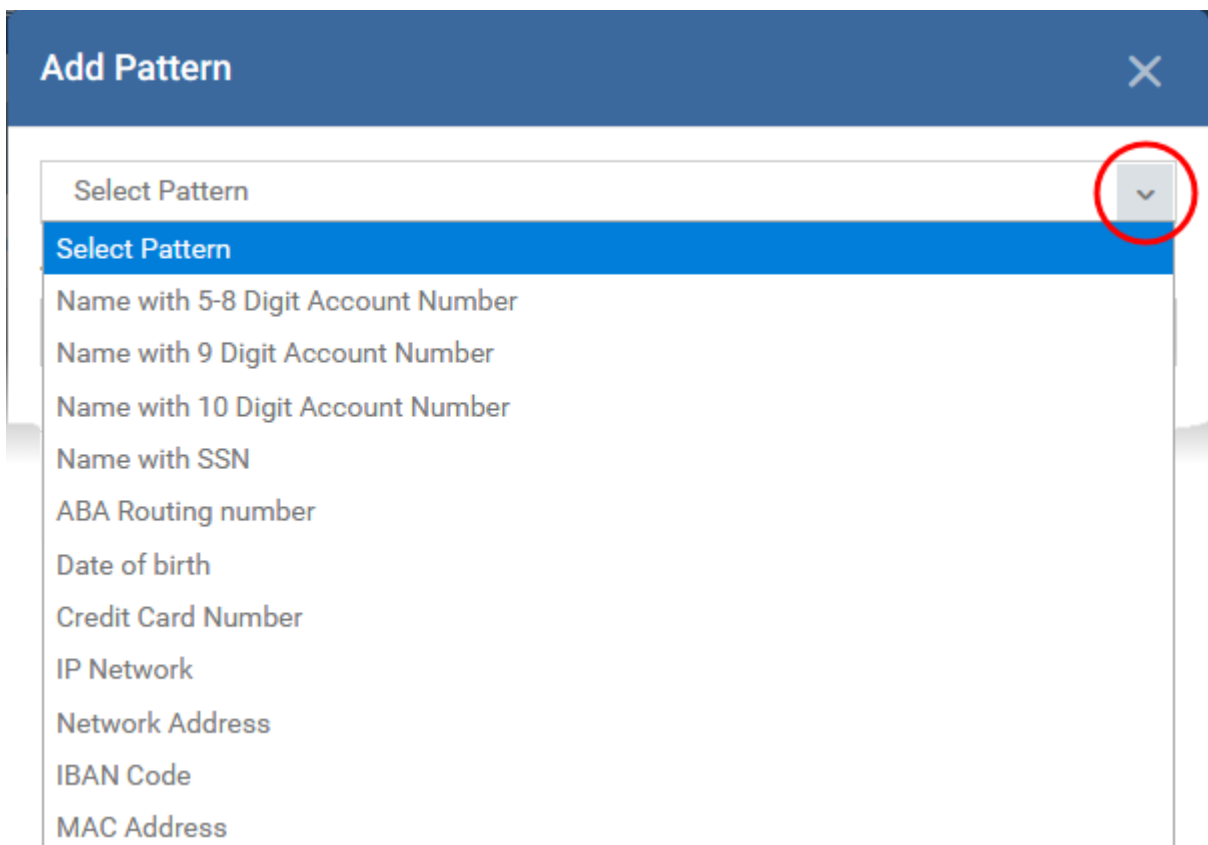 Add Pattern
Select Pattern
Select Pattern
Name with 5-8 Digit Account Number
Name with 9 Digit Account Number
Name with 10 Digit Account Number
Name with SSN
ABA Routing number
Date of birth
Credit Card Number
IP Network
Network Address
IBAN Code
MAC Address